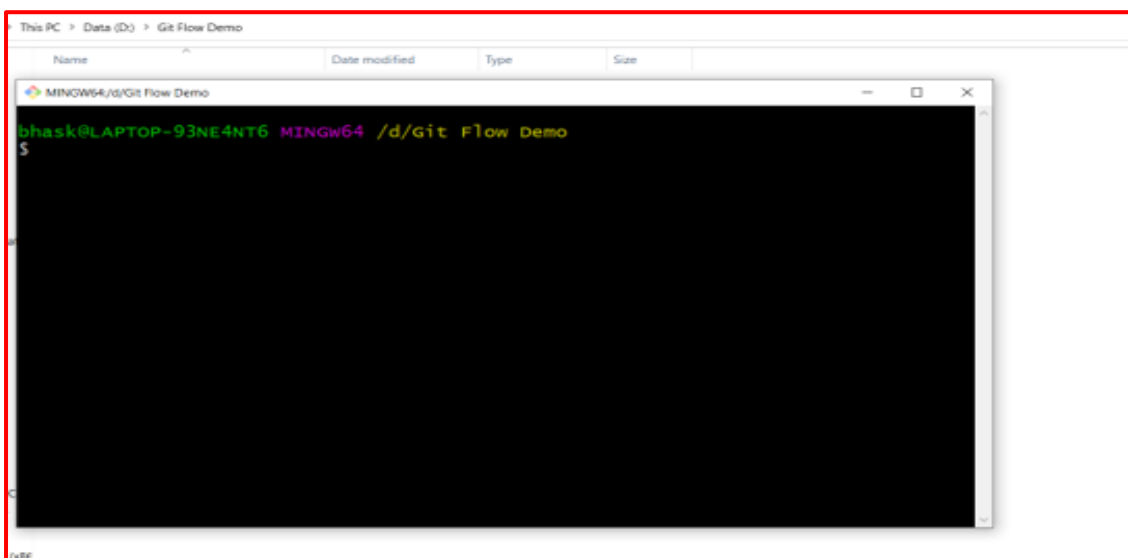 This PC > Data (D:) > Git Flow Demo
Name Date modified Type Size
MINGW64:/d/Git Flow Demo
bhask@LAPTOP-93NE4NT6 MINGW64 /d/Git Flow Demo
$